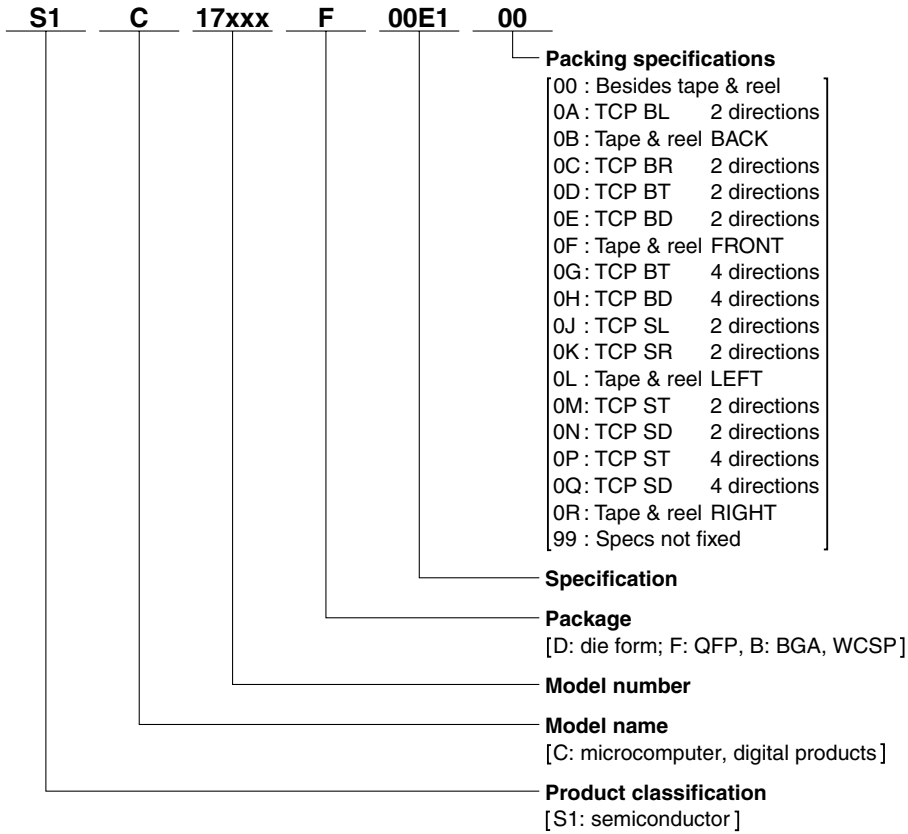 S1 C 17xxx F 00E1 00
Packing specifications
[00 : Besides tape & reel
0A : TCP BL 2 directions
0B : Tape & reel BACK
0C : TCP BR 2 directions
0D : TCP BT 2 directions
0E : TCP BD 2 directions
0F : Tape & reel FRONT
0G : TCP BT 4 directions
0H : TCP BD 4 directions
0J : TCP SL 2 directions
0K : TCP SR 2 directions
0L : Tape & reel LEFT
0M: TCP ST 2 directions
0N : TCP SD 2 directions
0P : TCP ST 4 directions
0Q: TCP SD 4 directions
0R : Tape & reel RIGHT
99 : Specs not fixed]
Specification
Package
[D: die form; F: QFP, B: BGA, WCSP]
Model number
Model name
[C: microcomputer, digital products]
Product classification
[S1: semiconductor]